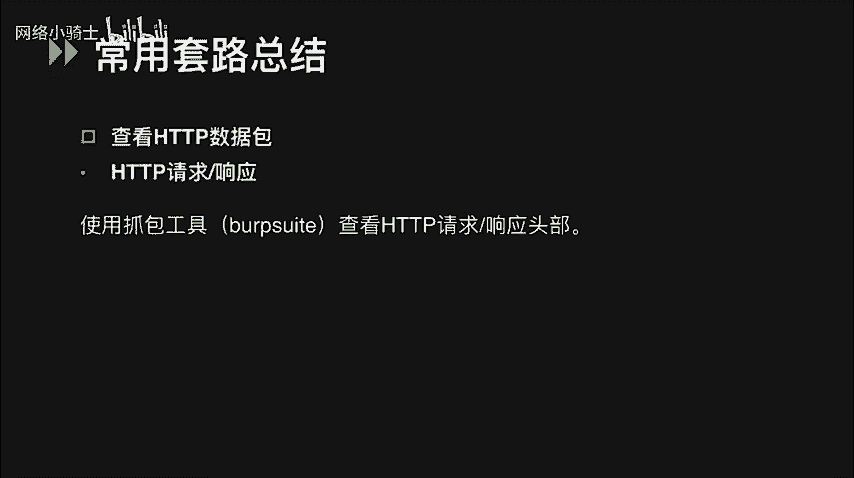 网络小骑士 bilibili
常用套路总结
查看HTTP数据包
HTTP请求/响应
使用抓包工具（burpsuite）查看HTTP请求/响应头部。